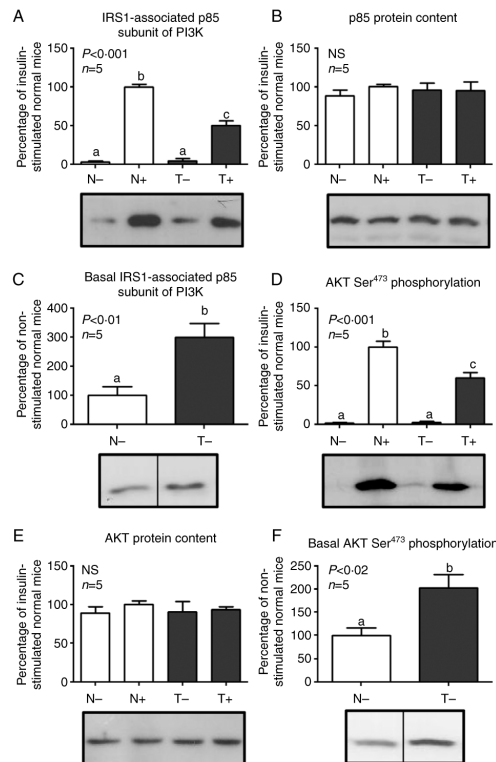 A
IRS1-associated p85
subunit of PI3K
Percentage of insulin-
stimulated normal mice
P<0·001
n=5
150
100
50
0
a
b
a
c
N–
N+
T–
T+
B
p85 protein content
Percentage of insulin-
stimulated normal mice
NS
n=5
150
100
50
0
N–
N+
T–
T+
C
Basal IRS1-associated p85
subunit of PI3K
Percentage of non-
stimulated normal mice
P<0·01
n=5
400
300
200
100
0
a
b
N–
T–
D
AKT Ser473 phosphorylation
Percentage of insulin-
stimulated normal mice
P<0·001
n=5
150
100
50
0
a
b
a
c
N–
N+
T–
T+
E
AKT protein content
Percentage of insulin-
stimulated normal mice
NS
n=5
150
100
50
0
N–
N+
T–
T+
F
Basal AKT Ser473 phosphorylation
Percentage of non-
stimulated normal mice
P<0·02
n=5
250
200
150
100
50
0
a
b
N–
T–